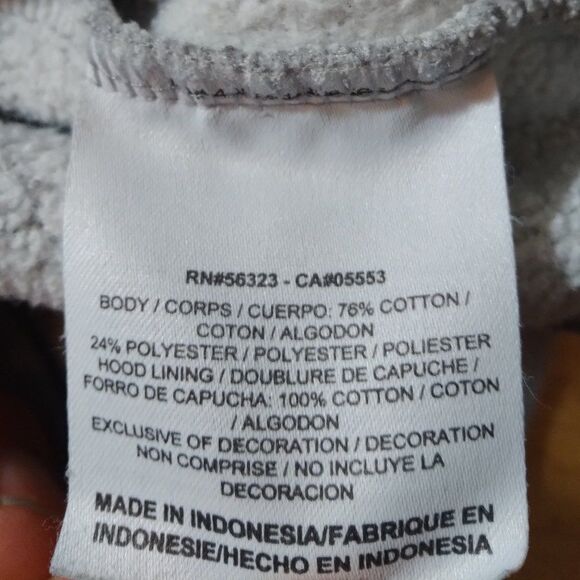 RN#56323 - CA#05553
BODY / CORPS / CUERPO: 76% COTTON /
COTON / ALGODON
24% POLYESTER / POLYESTER / POLIESTER
HOOD LINING / DOUBLURE DE CAPUCHE /
FORRO DE CAPUCHA: 100% COTTON / COTON
/ ALGODON
EXCLUSIVE OF DECORATION / DECORATION
NON COMPRISE / NO INCLUYE LA
DECORACION
MADE IN INDONESIA/FABRIQUE EN
INDONESIE/HECHO EN INDONESIA